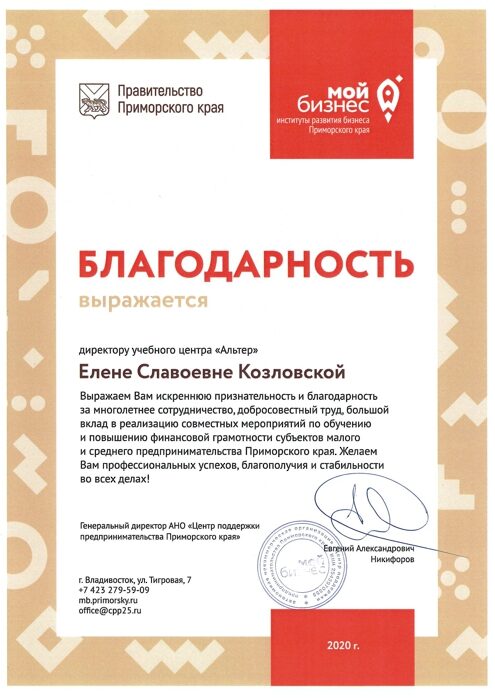 Правительство
Приморского края
мой
бизнес
институты развития бизнеса
Приморского края
БЛАГОДАРНОСТЬ
выражается
директору учебного центра «Альтер»
Елене Славоевне Козловской
Выражаем Вам искреннюю признательность и благодарность
за многолетнее сотрудничество, добросовестный труд, большой
вклад в реализацию совместных мероприятий по обучению
и повышению финансовой грамотности субъектов малого
и среднего предпринимательства Приморского края. Желаем
Вам профессиональных успехов, благополучия и стабильности
во всех делах!
Генеральный директор АНО «Центр поддержки
предпринимательства Приморского края»
Евгений Александрович
Никифоров
мой
бизнес
г. Владивосток, ул. Тигровая, 7
+7 423 279-59-09
mb.primorsky.ru
office@cpp25.ru
2020 г.